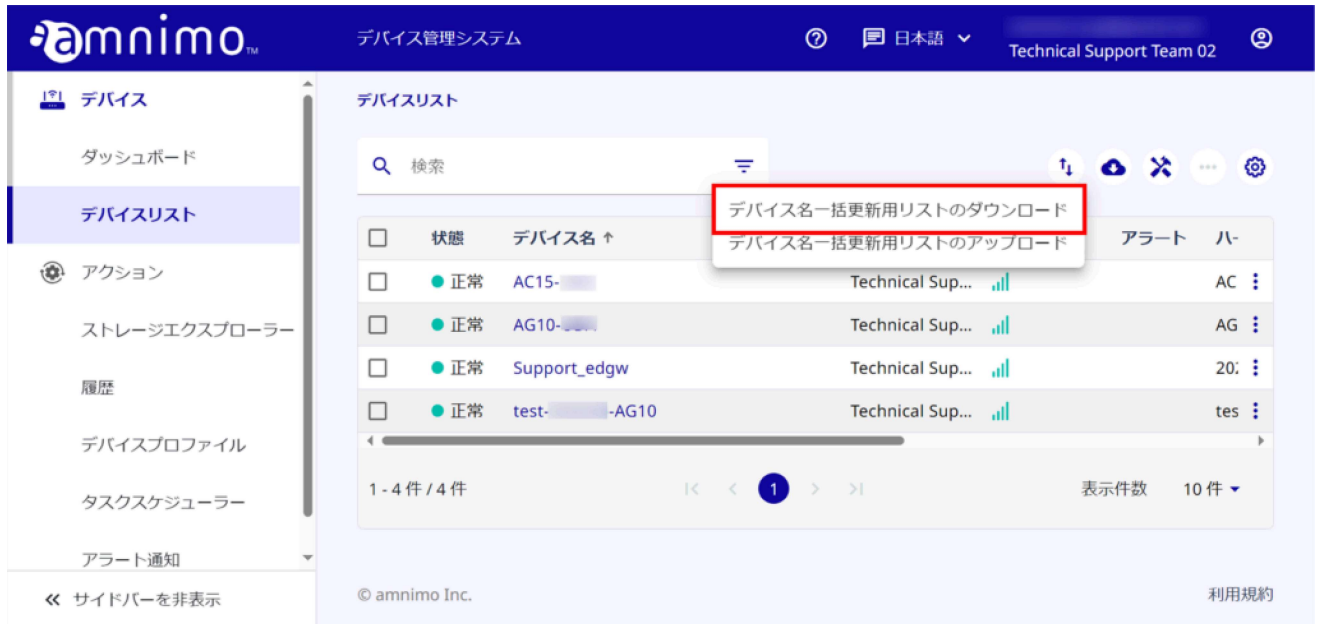 amnimo™
デバイス管理システム
日本語
Technical Support Team 02
デバイス
ダッシュボード
デバイスリスト
アクション
ストレージエクスプローラー
履歴
デバイスプロファイル
タスクスケジューラー
アラート通知
サイドバーを非表示
デバイスリスト
検索
デバイス名一括更新用リストのダウンロード
デバイス名一括更新用リストのアップロード
状態 デバイス名 ↑ アラート ハ-
正常 AC15- Technical Sup... AC
正常 AG10- Technical Sup... AG
正常 Support_edgw Technical Sup... 20:
正常 test- -AG10 Technical Sup... tes
1 - 4 件 / 4 件 1 表示件数 10 件
© amnimo Inc. 利用規約